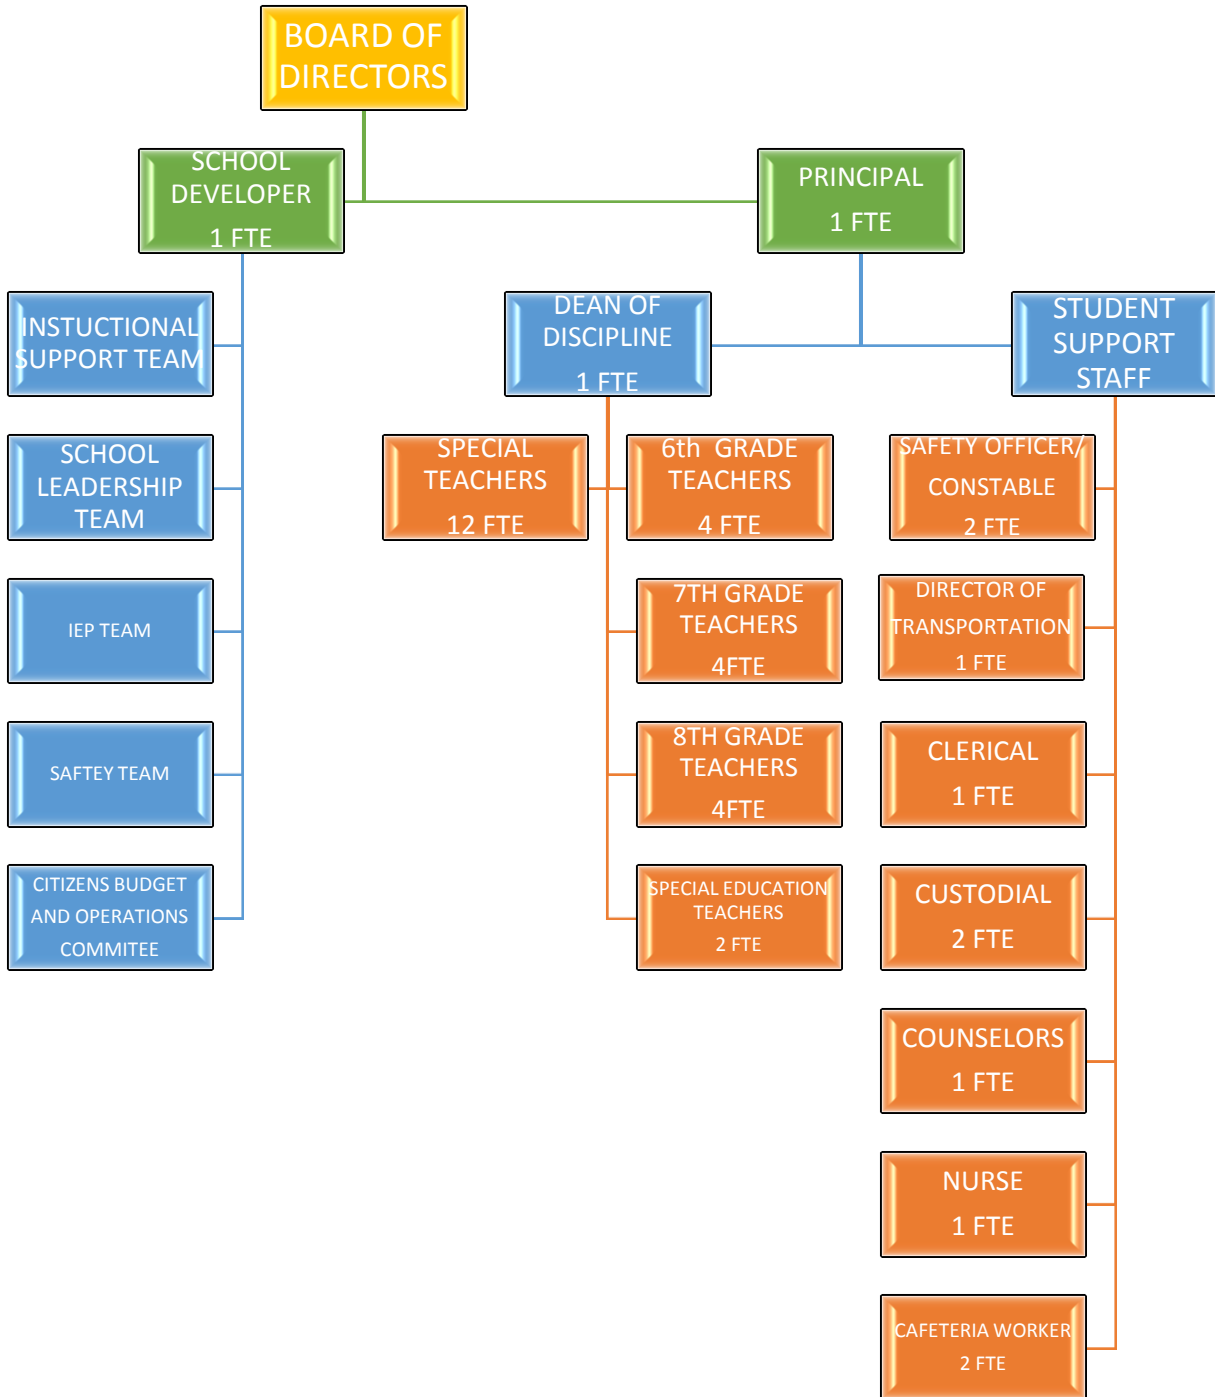 BOARD OF
DIRECTORS
SCHOOL
DEVELOPER
1 FTE
PRINCIPAL
1 FTE
INSTUCTIONAL
SUPPORT TEAM
SCHOOL
LEADERSHIP
TEAM
IEP TEAM
SAFTEY TEAM
CITIZENS BUDGET
AND OPERATIONS
COMMITEE
DEAN OF
DISCIPLINE
1 FTE
SPECIAL
TEACHERS
12 FTE
6th  GRADE
TEACHERS
4 FTE
7TH GRADE
TEACHERS
4FTE
8TH GRADE
TEACHERS
4FTE
SPECIAL EDUCATION
TEACHERS
2 FTE
STUDENT
SUPPORT
STAFF
SAFETY OFFICER/
CONSTABLE
2 FTE
DIRECTOR OF
TRANSPORTATION
1 FTE
CLERICAL
1 FTE
CUSTODIAL
2 FTE
COUNSELORS
1 FTE
NURSE
1 FTE
CAFETERIA WORKER
2 FTE